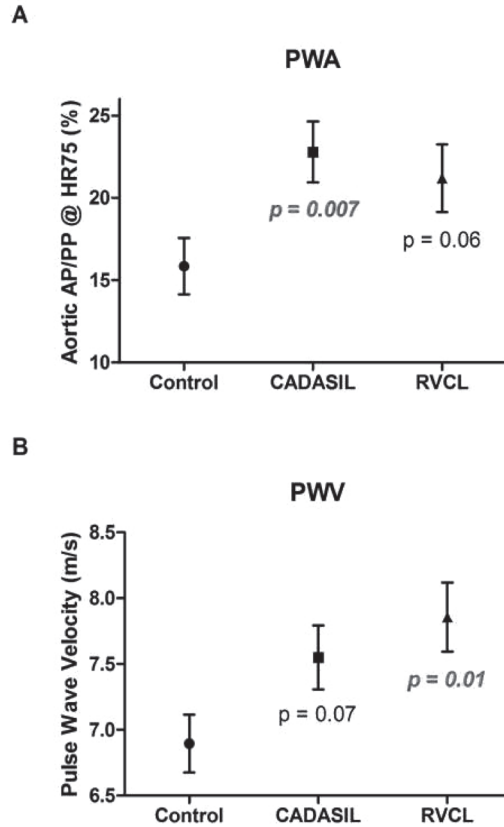 A
PWA
Aortic AP/PP @ HR75 (%)
25
20
15
10
p = 0.007
p = 0.06
Control
CADASIL
RVCL
B
PWV
Pulse Wave Velocity (m/s)
8.5
8.0
7.5
7.0
6.5
p = 0.01
p = 0.07
Control
CADASIL
RVCL